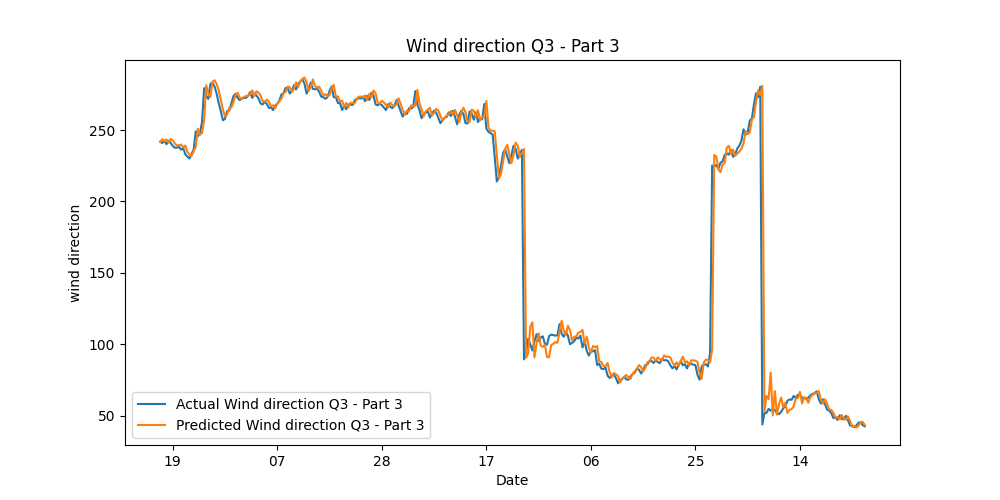 Wind direction Q3 - Part 3
wind direction
250
200
150
100
50
Actual Wind direction Q3 - Part 3
Predicted Wind direction Q3 - Part 3
19 07 28 17 06 25 14
Date